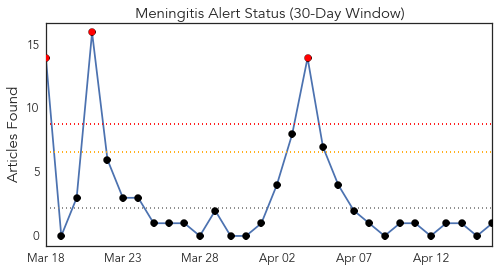 Meningitis Alert Status (30-Day Window)
Articles Found
15
10
5
0
Mar 18 Mar 23 Mar 28 Apr 02 Apr 07 Apr 12